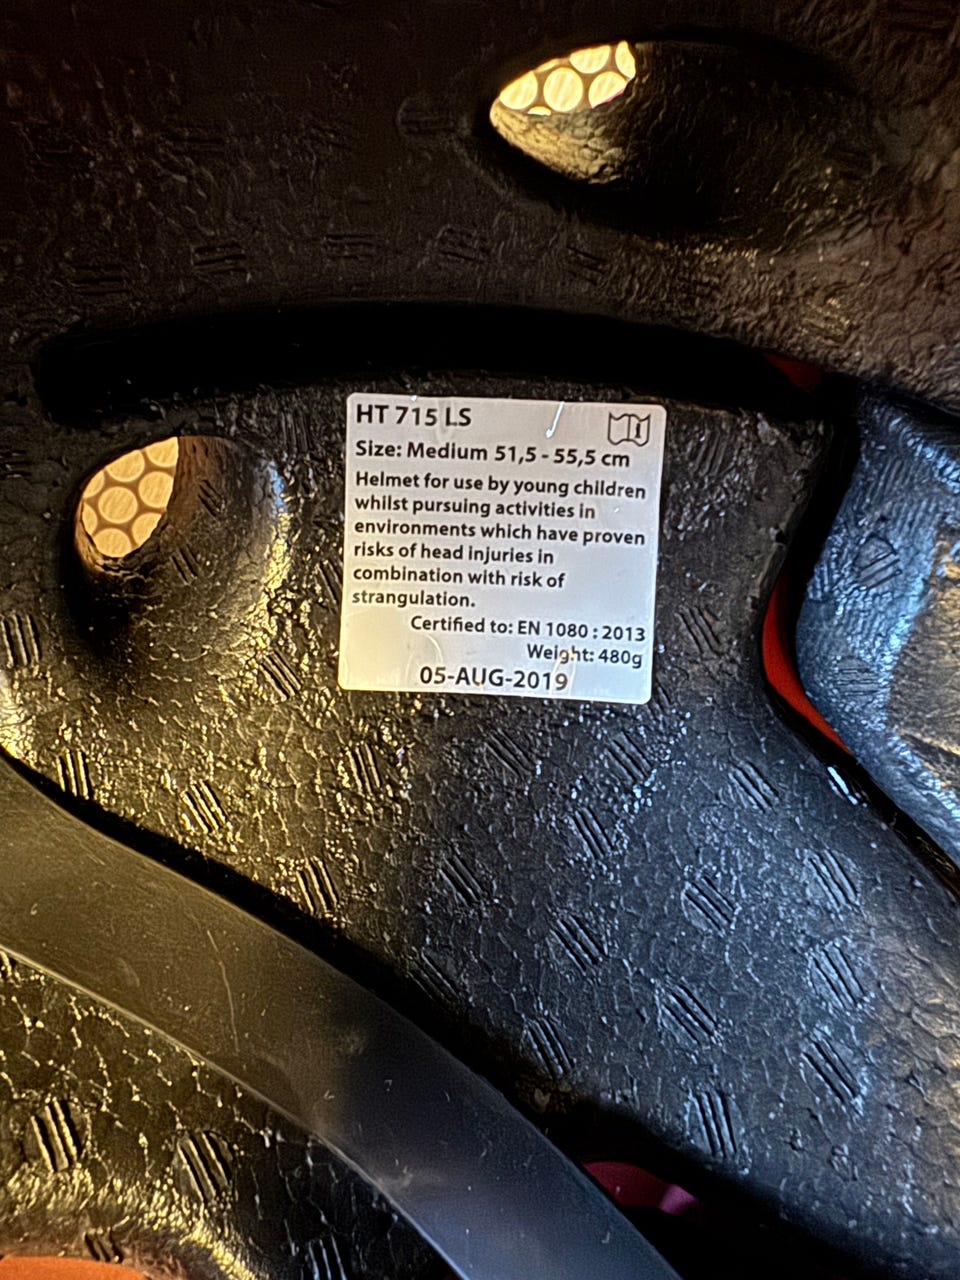 HT 715 LS
Size: Medium 51,5 - 55,5 cm
Helmet for use by young children
whilst pursuing activities in
environments which have proven
risks of head injuries in
combination with risk of
strangulation.
Certified to: EN 1080 : 2013
Weight: 480g
05-AUG-2019